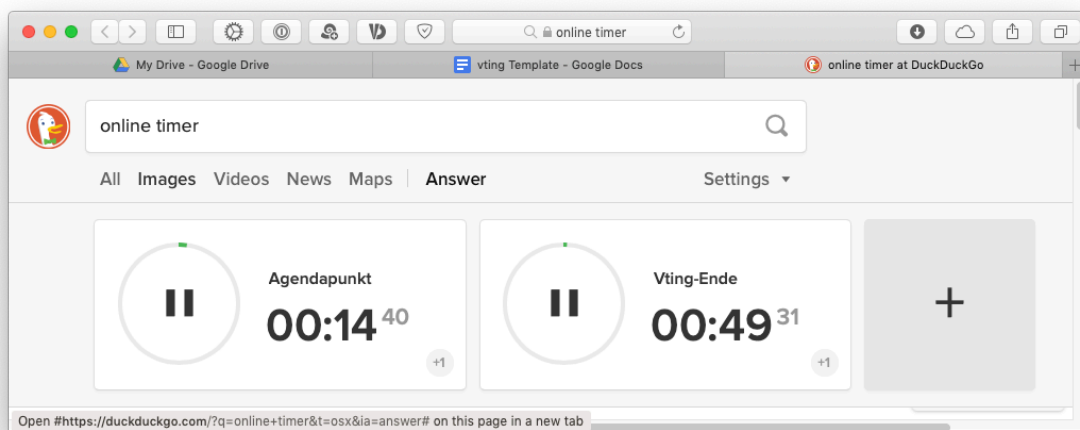 online timer
My Drive - Google Drive
vting Template - Google Docs
online timer at DuckDuckGo
online timer
All Images Videos News Maps Answer Settings
Agendapunkt
00:14 40
+1
Vting-Ende
00:49 31
+1
Open #https://duckduckgo.com/?q=online+timer&t=osx&ia=answer# on this page in a new tab